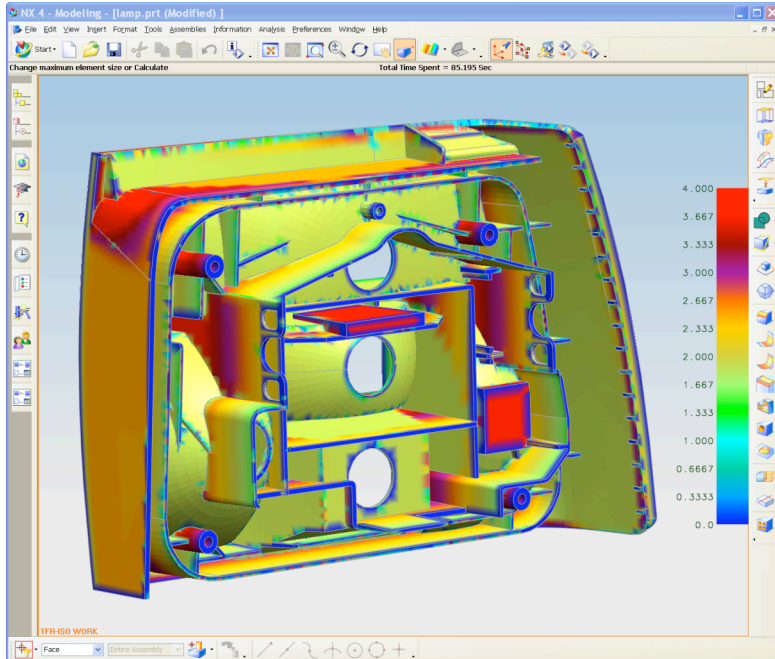 NX 4 - Modeling - [lamp.prt (Modified) ]
File Edit View Insert Format Tools Assemblies Information Analysis Preferences Window Help
Start
Change maximum element size or Calculate
Total Time Spent = 85.195 Sec
4.000
3.667
3.333
3.000
2.667
2.333
2.000
1.667
1.333
1.000
0.6667
0.3333
0.0
TFR-ISO WORK
Face
Entire Assembly